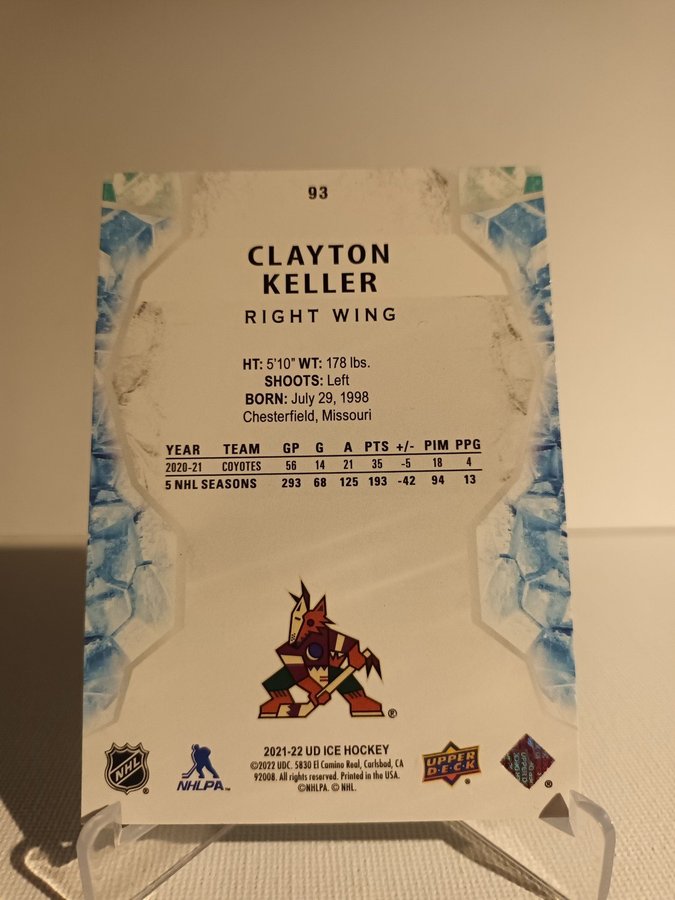 93
CLAYTON
KELLER
RIGHT WING
HT: 5'10" WT: 178 lbs.
SHOOTS: Left
BORN: July 29, 1998
Chesterfield, Missouri
YEAR TEAM GP G A PTS +/- PIM PPG
2020-21 COYOTES 56 14 21 35 -5 18 4
5 NHL SEASONS 293 68 125 193 -42 94 13
®
2021-22 UD ICE HOCKEY
©2022 UDC. 5830 El Camino Real, Carlsbad, CA
92008. All rights reserved. Printed in the USA.
©NHLPA. © NHL.
NHL ®
NHLPA™
UPPER
DECK
®